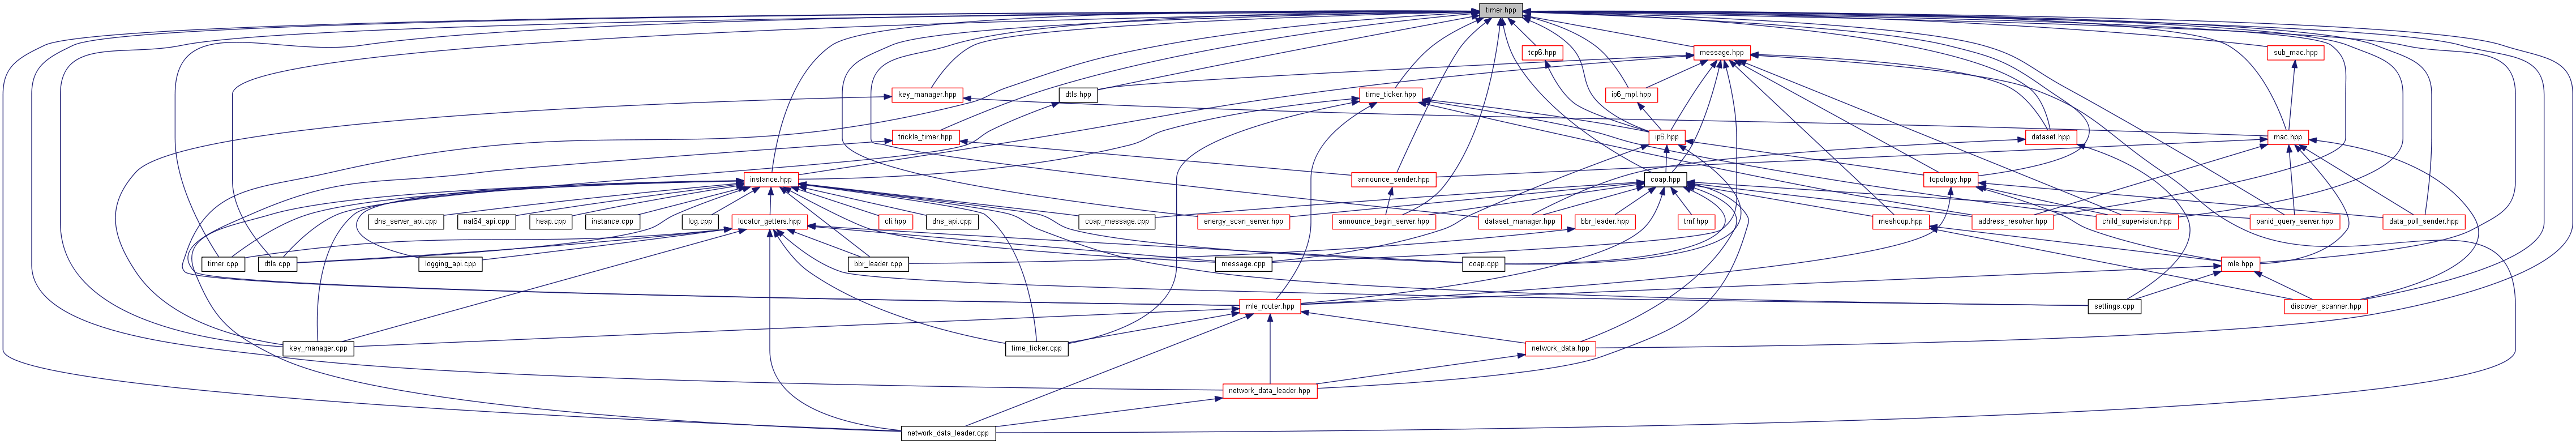 timer.hpp
tcp6.hpp
message.hpp
sub_mac.hpp
key_manager.hpp
dtls.hpp
time_ticker.hpp
ip6_mpl.hpp
trickle_timer.hpp
ip6.hpp
dataset.hpp
mac.hpp
instance.hpp
announce_sender.hpp
coap.hpp
topology.hpp
dns_server_api.cpp
nat64_api.cpp
heap.cpp
instance.cpp
log.cpp
locator_getters.hpp
cli.hpp
dns_api.cpp
coap_message.cpp
energy_scan_server.hpp
announce_begin_server.hpp
dataset_manager.hpp
bbr_leader.hpp
tmf.hpp
meshcop.hpp
address_resolver.hpp
child_supervision.hpp
panid_query_server.hpp
data_poll_sender.hpp
timer.cpp
dtls.cpp
logging_api.cpp
bbr_leader.cpp
message.cpp
coap.cpp
mle.hpp
mle_router.hpp
settings.cpp
discover_scanner.hpp
key_manager.cpp
time_ticker.cpp
network_data.hpp
network_data_leader.hpp
network_data_leader.cpp